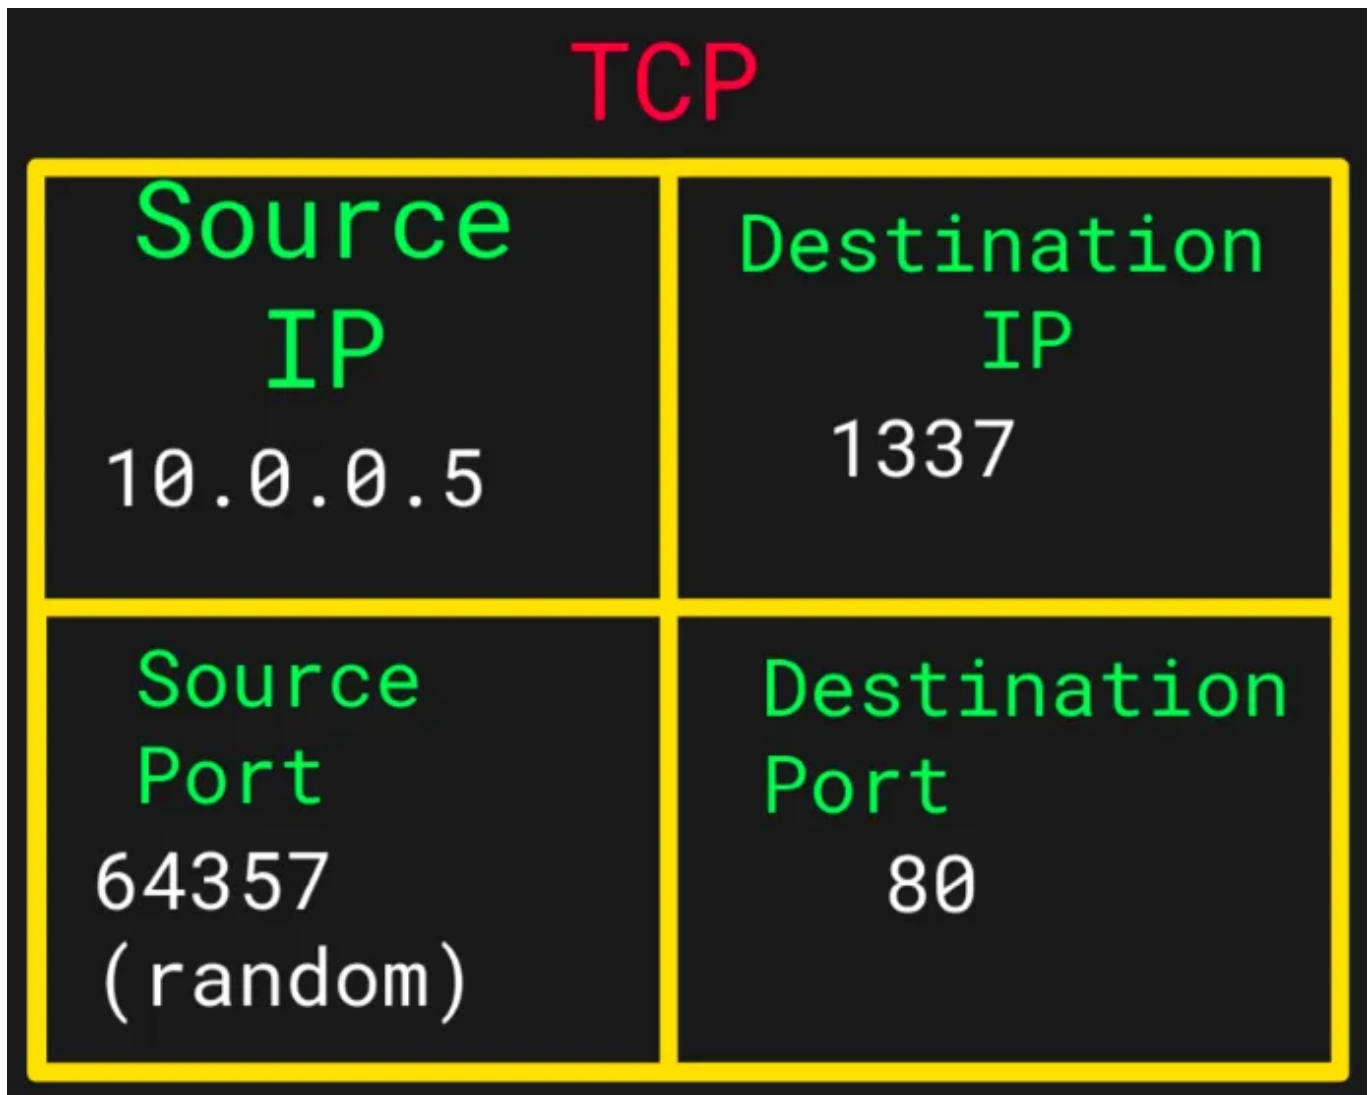 TCP
Source
IP
10.0.0.5
Destination
IP
1337
Source
Port
64357
(random)
Destination
Port
80